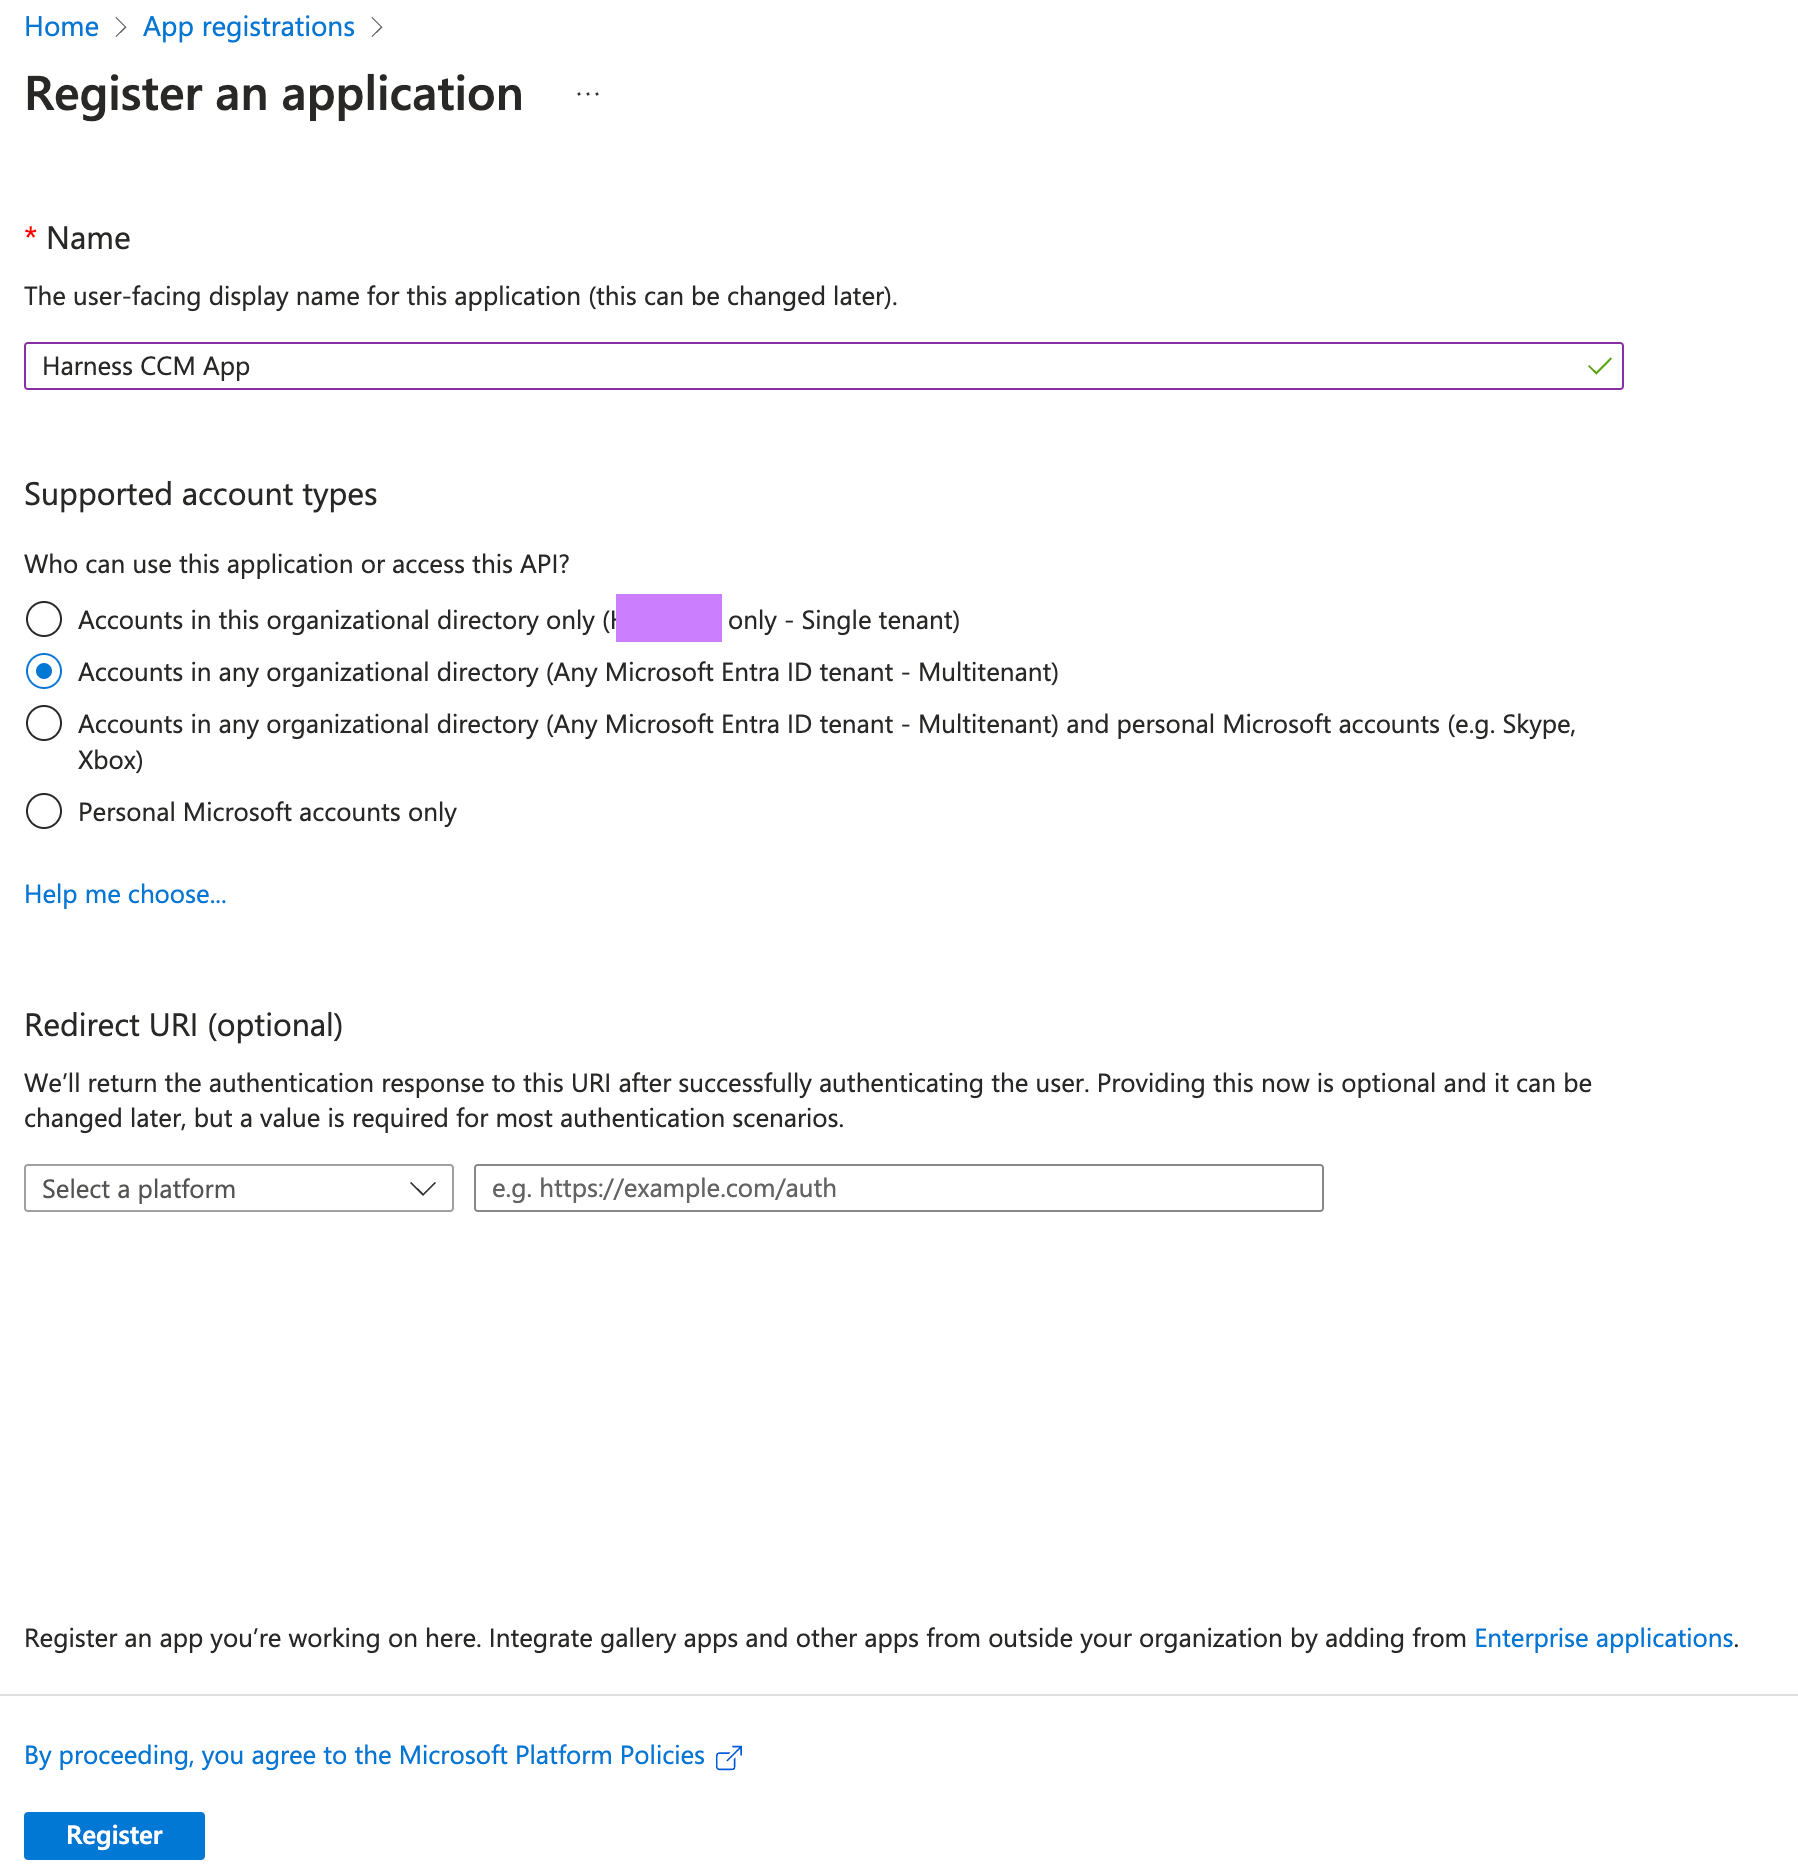 Home > App registrations >
Register an application ...
* Name
The user-facing display name for this application (this can be changed later).
Harness CCM App
Supported account types
Who can use this application or access this API?
Accounts in this organizational directory only ( only - Single tenant)
Accounts in any organizational directory (Any Microsoft Entra ID tenant - Multitenant)
Accounts in any organizational directory (Any Microsoft Entra ID tenant - Multitenant) and personal Microsoft accounts (e.g. Skype,
Xbox)
Personal Microsoft accounts only
Help me choose...
Redirect URI (optional)
We’ll return the authentication response to this URI after successfully authenticating the user. Providing this now is optional and it can be
changed later, but a value is required for most authentication scenarios.
Select a platform
e.g. https://example.com/auth
Register an app you’re working on here. Integrate gallery apps and other apps from outside your organization by adding from Enterprise applications.
By proceeding, you agree to the Microsoft Platform Policies
Register